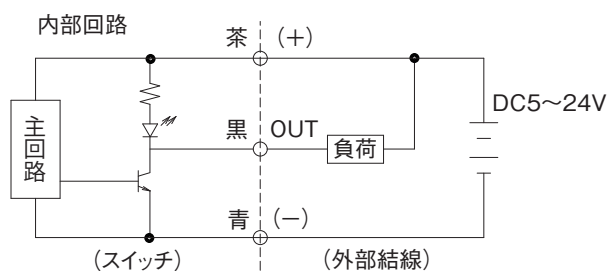 内部回路
茶 (+)
主回路
黒 OUT
負荷
DC5〜24V
青 (−)
(スイッチ)
(外部結線)